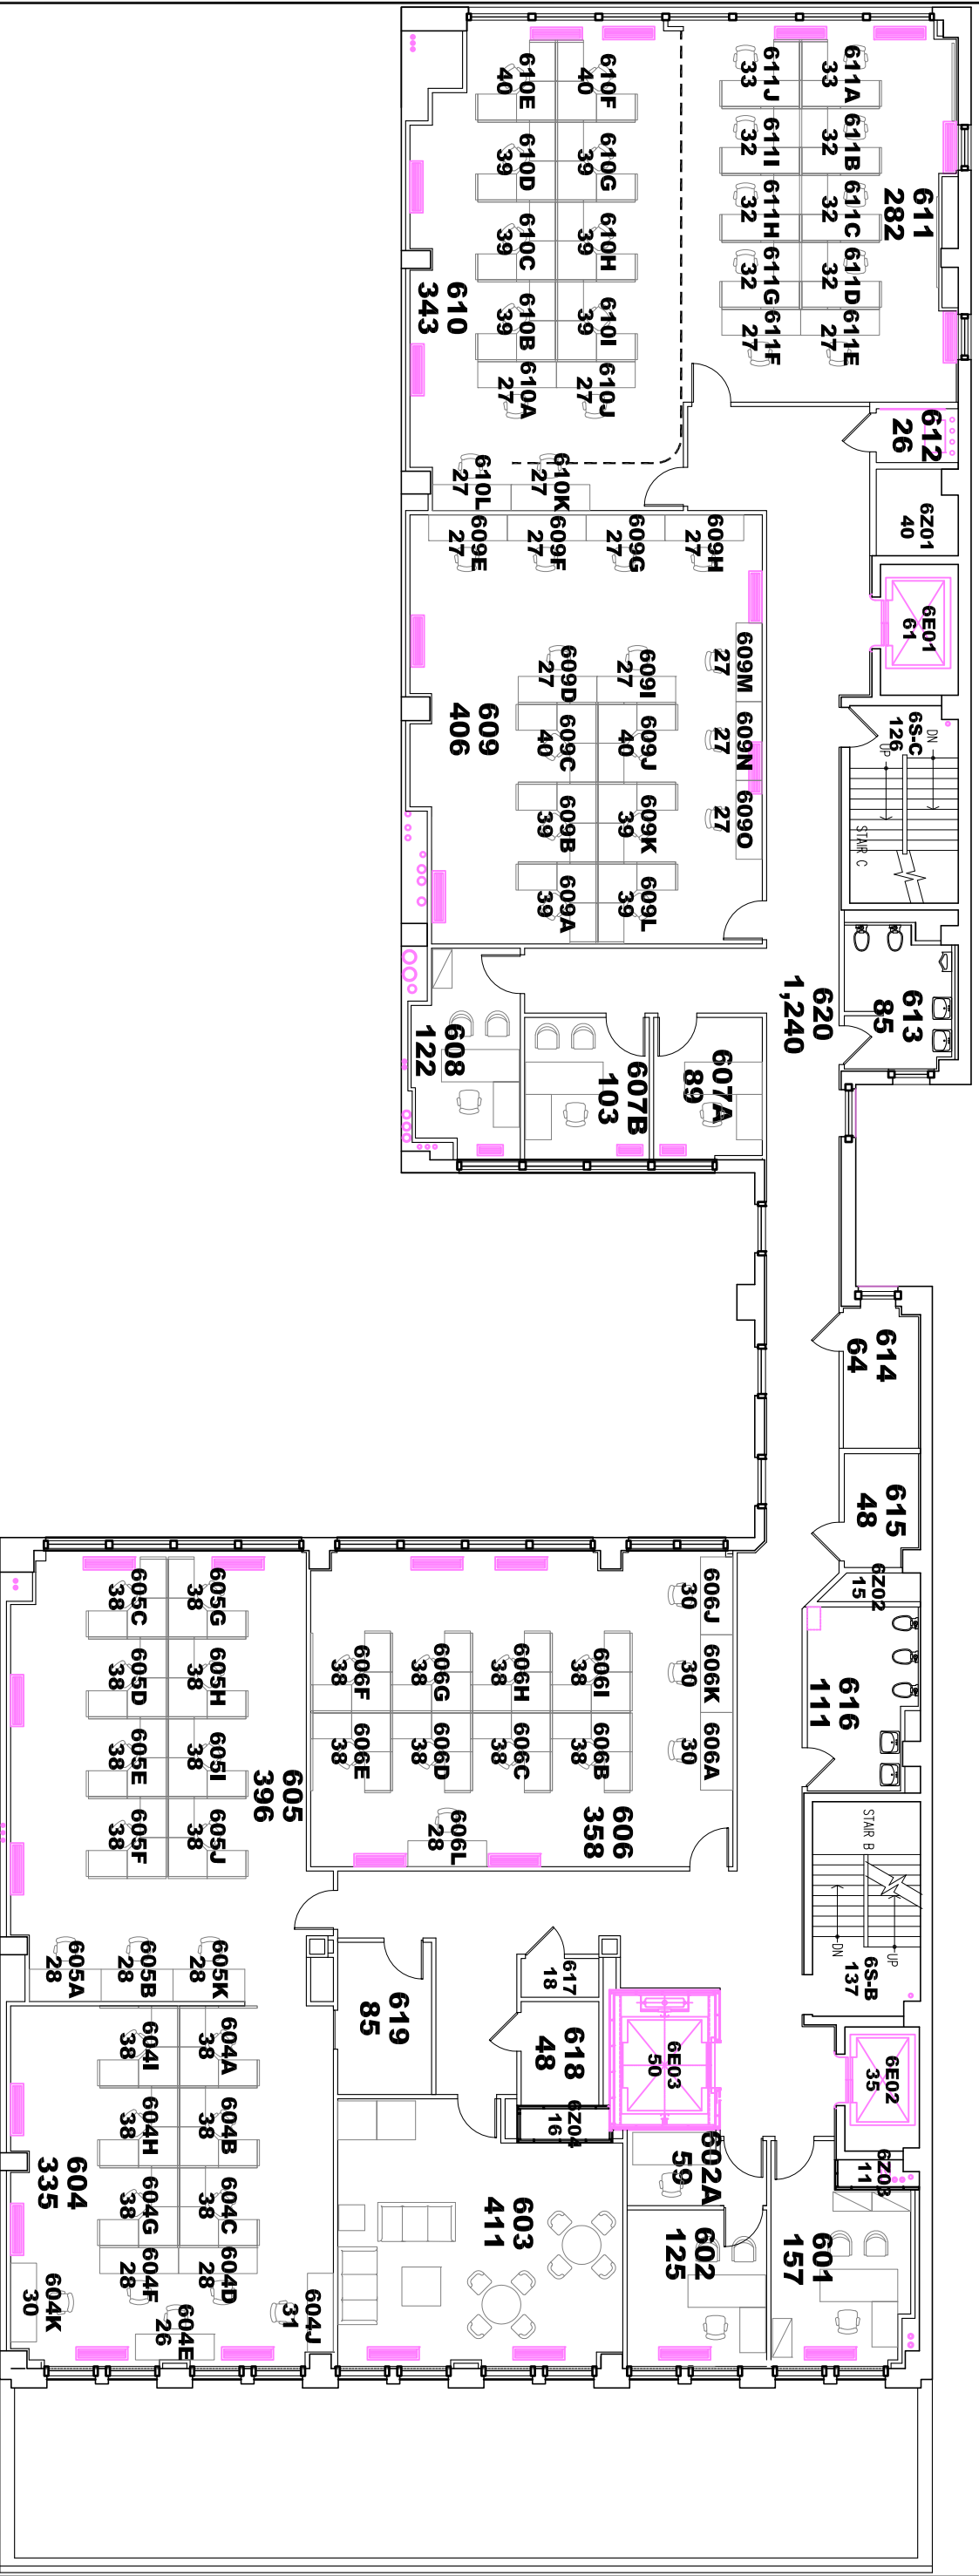 611A
33
611B
32
611C
32
611D
32
611E
27
611J
33
611I
32
611H
32
611G
32
611F
27
611
282
610F
40
610G
39
610H
39
610I
39
610J
27
610E
40
610D
39
610C
39
610B
39
610A
27
610
343
610K
27
610L
27
612
26
6Z01
40
6E01
61
6S-C
126
DN
UP
STAIR C
609H
27
609G
27
609F
27
609E
27
609M
27
609N
27
609O
27
609I
27
609J
40
609K
39
609L
39
609D
27
609C
40
609B
39
609A
39
609
406
613
85
620
1,240
607A
89
607B
103
608
122
614
64
615
48
6Z02
15
616
111
STAIR B
UP
DN
6S-B
137
606J
30
606K
30
606A
30
606I
38
606B
38
606H
38
606C
38
606G
38
606D
38
606F
38
606E
38
606L
28
606
358
605G
38
605H
38
605I
38
605J
38
605C
38
605D
38
605E
38
605F
38
605
396
605K
28
605B
28
605A
28
617
18
618
48
619
85
6E03
50
6E02
35
6Z03
11
6Z04
16
602A
59
602
125
601
157
603
411
604A
38
604B
38
604C
38
604D
28
604I
38
604H
38
604G
38
604F
28
604J
31
604E
26
604K
30
604
335